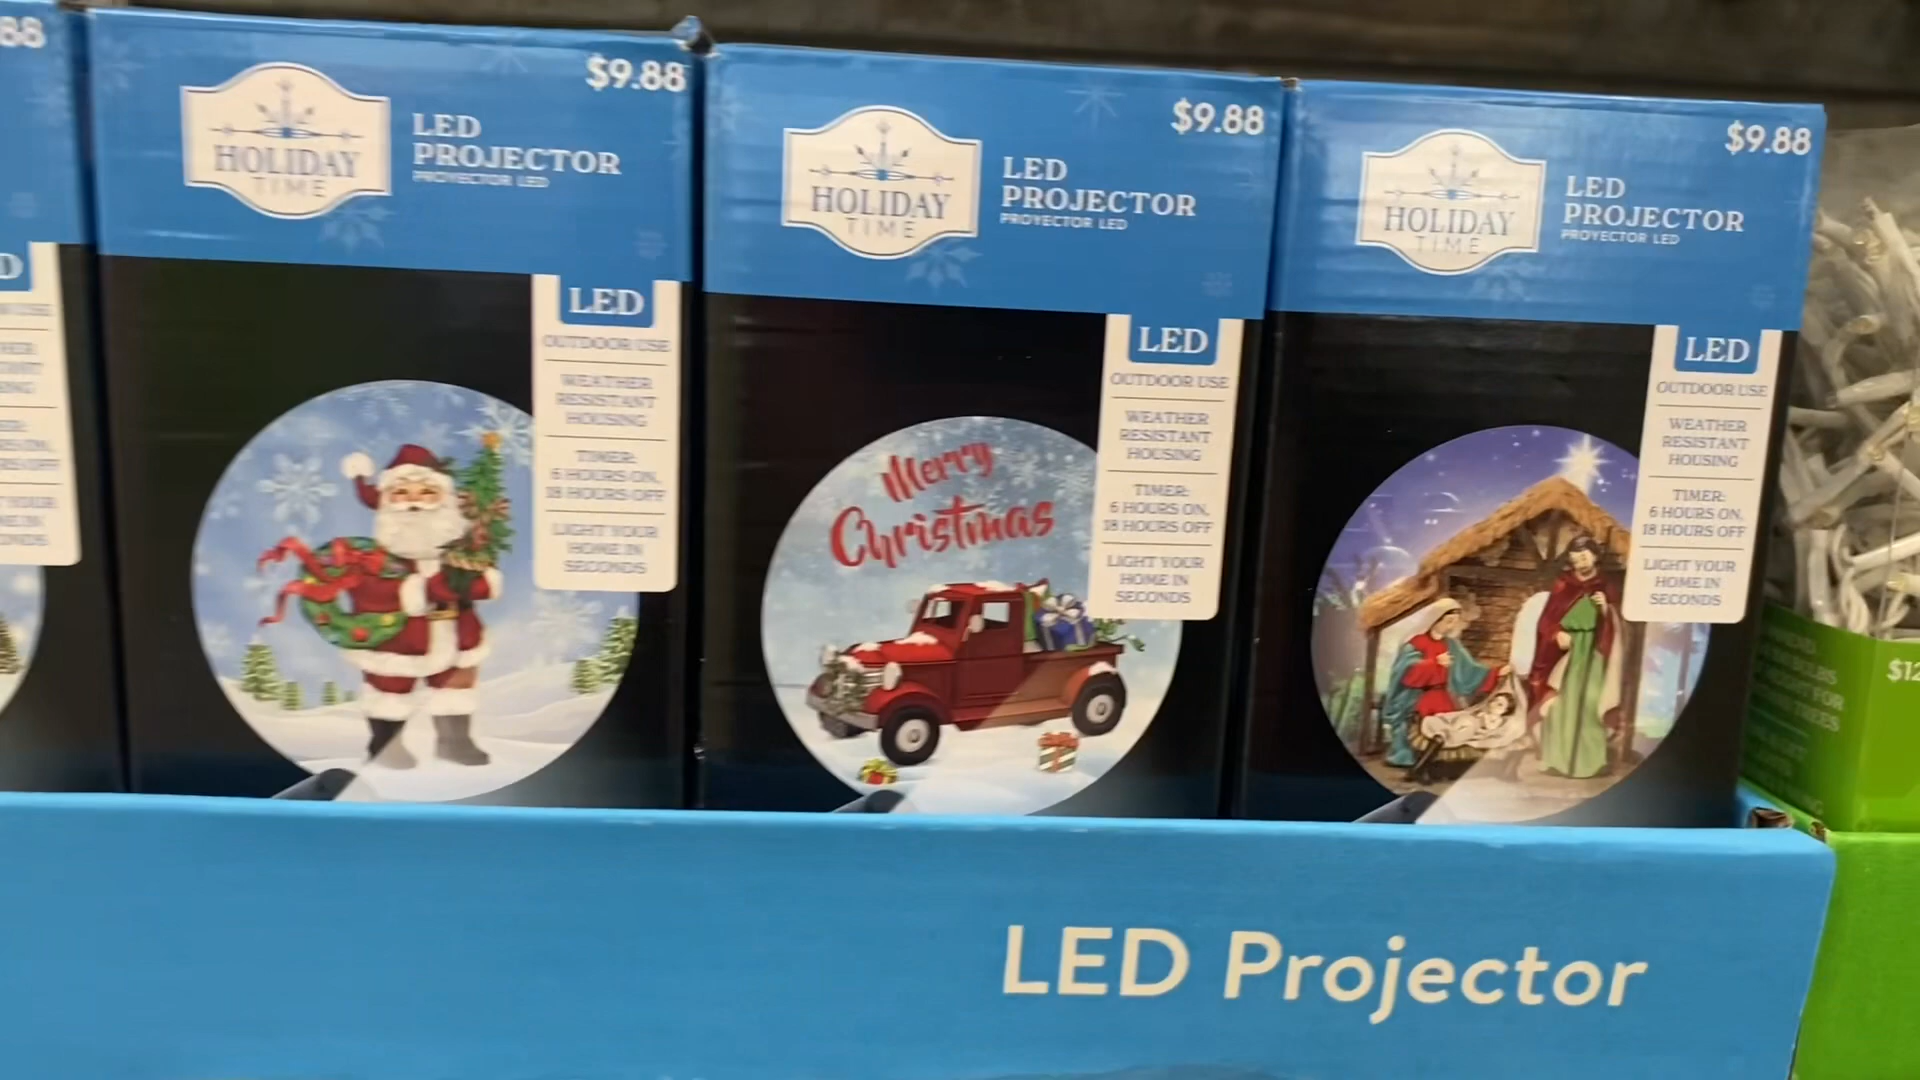 88
$9.88
HOLIDAY
TIME
LED
PROJECTOR
PROYECTOR LED
LED
OUTDOOR USE
WEATHER
RESISTANT
HOUSING
TIMER:
6 HOURS ON,
18 HOURS OFF
LIGHT YOUR
HOME IN
SECONDS
$9.88
HOLIDAY
TIME
LED
PROJECTOR
PROYECTOR LED
LED
OUTDOOR USE
WEATHER
RESISTANT
HOUSING
TIMER:
6 HOURS ON,
18 HOURS OFF
LIGHT YOUR
HOME IN
SECONDS
Merry
Christmas
$9.88
HOLIDAY
TIME
LED
PROJECTOR
PROYECTOR LED
LED
OUTDOOR USE
WEATHER
RESISTANT
HOUSING
TIMER:
6 HOURS ON,
18 HOURS OFF
LIGHT YOUR
HOME IN
SECONDS
$12
LED Projector